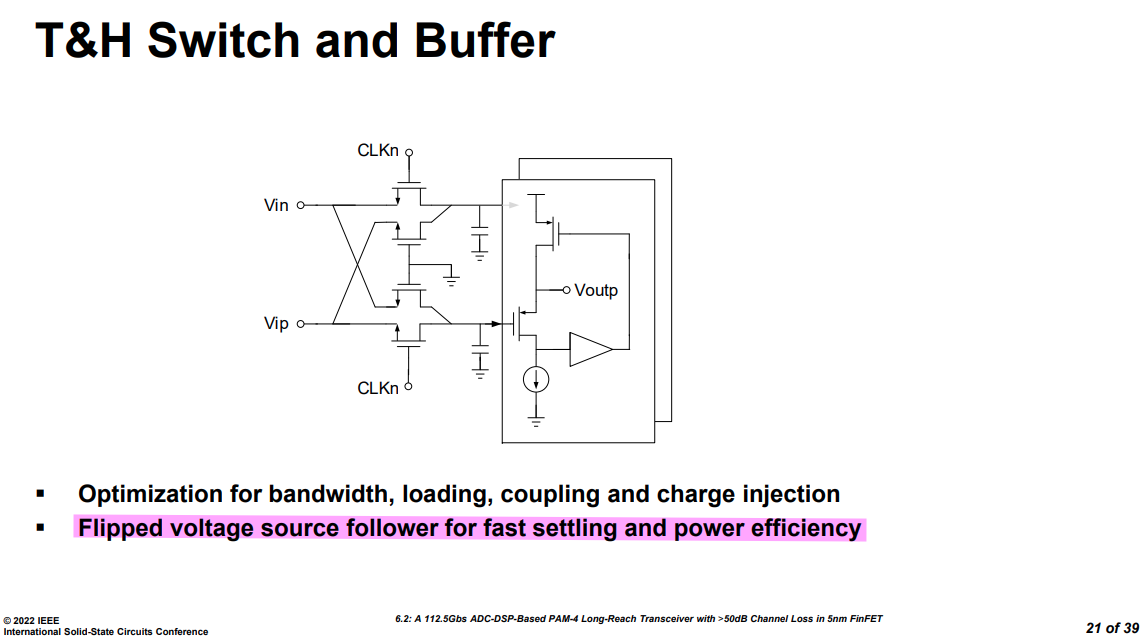 T&H Switch and Buffer
CLKn
Vin
Voutp
Vip
CLKn
▪ Optimization for bandwidth, loading, coupling and charge injection
▪ Flipped voltage source follower for fast settling and power efficiency
© 2022 IEEE
International Solid-State Circuits Conference
6.2: A 112.5Gbs ADC-DSP-Based PAM-4 Long-Reach Transceiver with >50dB Channel Loss in 5nm FinFET
21 of 39